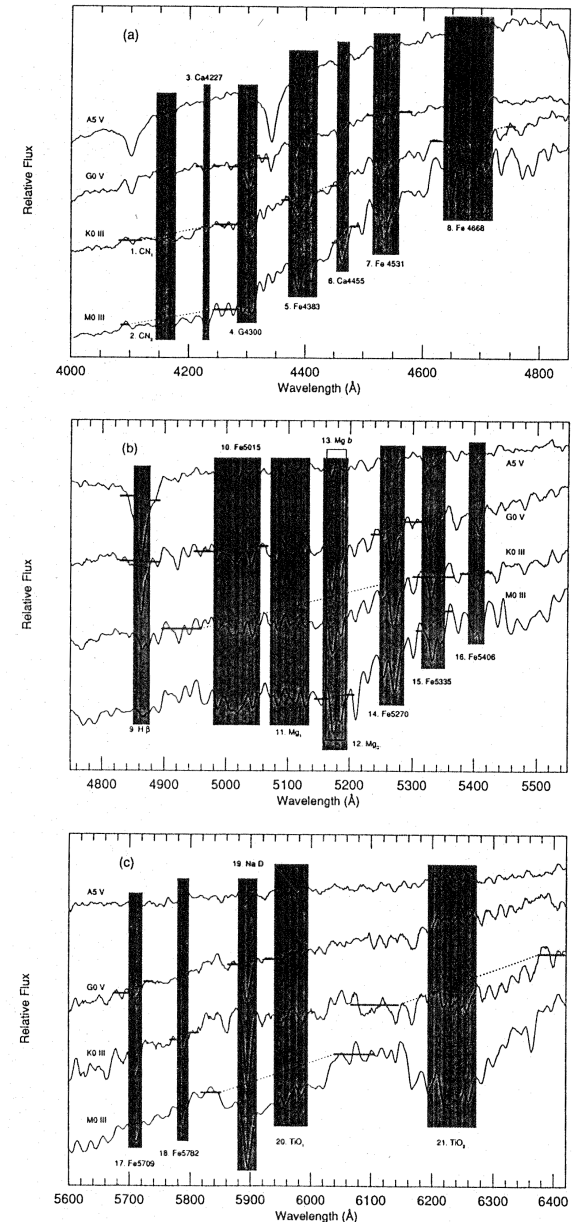 (a)
3. Ca4227
A5 V
G0 V
K0 III
M0 III
1. CN₁
2. CN₂
4 G4300
5. Fe4383
6. Ca4455
7. Fe 4531
8. Fe 4668
Relative Flux
4000 4200 4400 4600 4800
Wavelength (Å)
(b)
10. Fe5015
13. Mg b
A5 V
G0 V
K0 III
M0 III
9 H β
11. Mg₁
12. Mg₂
14. Fe5270
15. Fe5335
16. Fe5406
Relative Flux
4800 4900 5000 5100 5200 5300 5400 5500
Wavelength (Å)
(c)
19 Na D
A5 V
G0 V
K0 III
M0 III
17. Fe5709
18. Fe5782
20. TiO₁
21. TiO₂
Relative Flux
5600 5700 5800 5900 6000 6100 6200 6300 6400
Wavelength (Å)